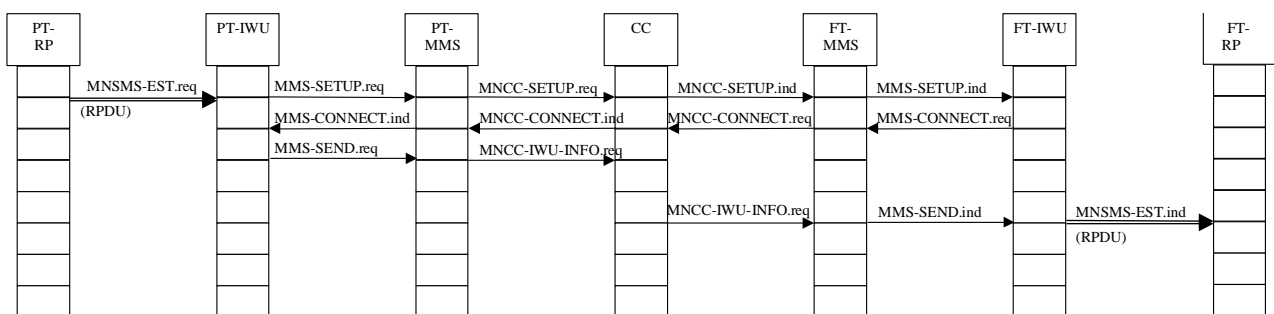 PT-
RP
PT-IWU
PT-
MMS
CC
FT-
MMS
FT-IWU
FT-
RP
MNSMS-EST.req
MMS-SETUP.req
MNCC-SETUP.req
MNCC-SETUP.ind
MMS-SETUP.ind
(RPDU)
MMS-CONNECT.ind
MNCC-CONNECT.ind
MNCC-CONNECT.req
MMS-CONNECT.req
MMS-SEND.req
MNCC-IWU-INFO.req
MNCC-IWU-INFO.req
MMS-SEND.ind
MNSMS-EST.ind
(RPDU)